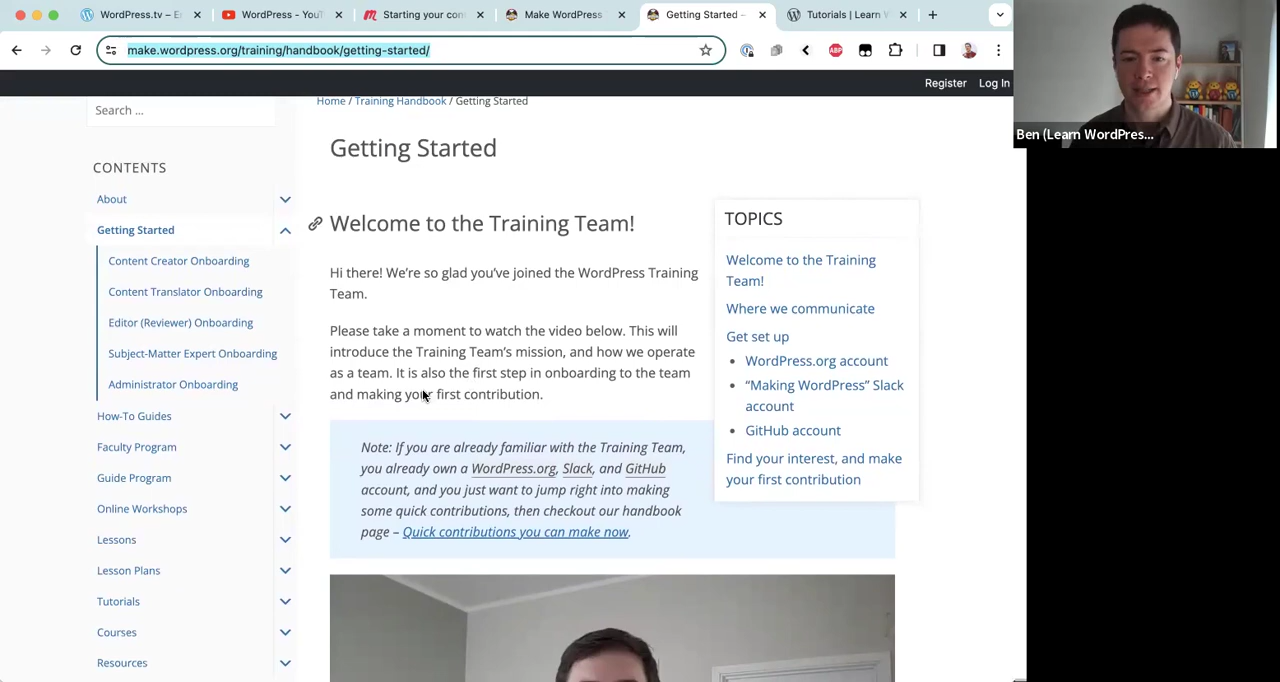 WordPress.tv – E
WordPress - YouT
Starting your con
Make WordPress
Getting Started –
Tutorials | Learn W
make.wordpress.org/training/handbook/getting-started/
ABP
Register Log In
Ben (Learn WordPres...
Home / Training Handbook / Getting Started
Search ...
CONTENTS
About
Getting Started
Content Creator Onboarding
Content Translator Onboarding
Editor (Reviewer) Onboarding
Subject-Matter Expert Onboarding
Administrator Onboarding
How-To Guides
Faculty Program
Guide Program
Online Workshops
Lessons
Lesson Plans
Tutorials
Courses
Resources
Getting Started
Welcome to the Training Team!
Hi there! We're so glad you've joined the WordPress Training
Team.
Please take a moment to watch the video below. This will
introduce the Training Team's mission, and how we operate
as a team. It is also the first step in onboarding to the team
and making your first contribution.
Note: If you are already familiar with the Training Team,
you already own a WordPress.org, Slack, and GitHub
account, and you just want to jump right into making
some quick contributions, then checkout our handbook
page – Quick contributions you can make now.
TOPICS
Welcome to the Training
Team!
Where we communicate
Get set up
WordPress.org account
“Making WordPress” Slack
account
GitHub account
Find your interest, and make
your first contribution